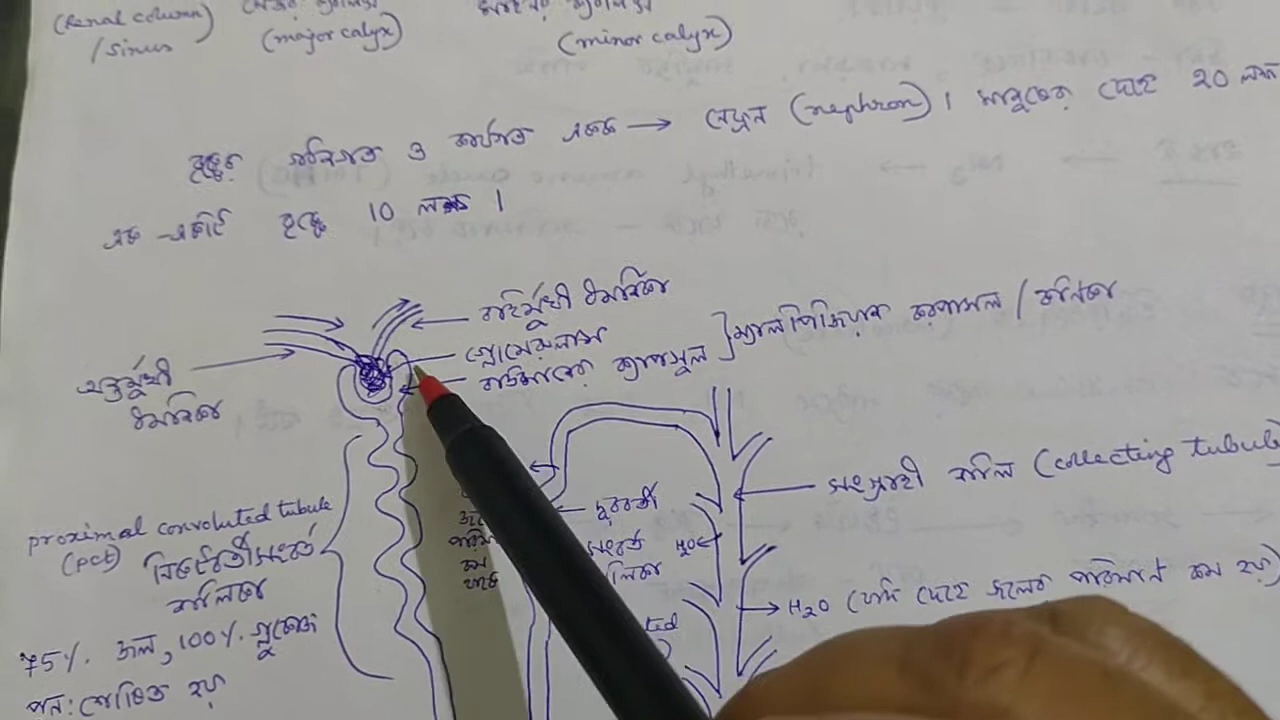 (Renal column)
/sinus
(major calyx)
(minor calyx)
বৃক্কের গঠনগত ও কার্যগত একক → নেফ্রন (nephron)। মানুষের দেহে 20 লক্ষ
এক-একটি বৃক্কে 10 লক্ষ।
বহির্মুখী ধমনিকা
গ্লোমেরুলাস
বাওমানের ক্যাপসুল
ম্যালপিজিয়ান করপাসল / কনিকা
অন্তর্মুখী
ধমনিকা
সংগ্রাহী নালি (collecting tubule
proximal convoluted tubule
(pct)
নিকটবর্তী সংবর্ত
নালিকা
দূরবর্তী
সংবর্ত
H₂O
→ H₂O (যদি দেহে জলের পরিমান কম হয়)
75%. জল, 100%. গ্লুকোজ
পুন:শোষিত হয়